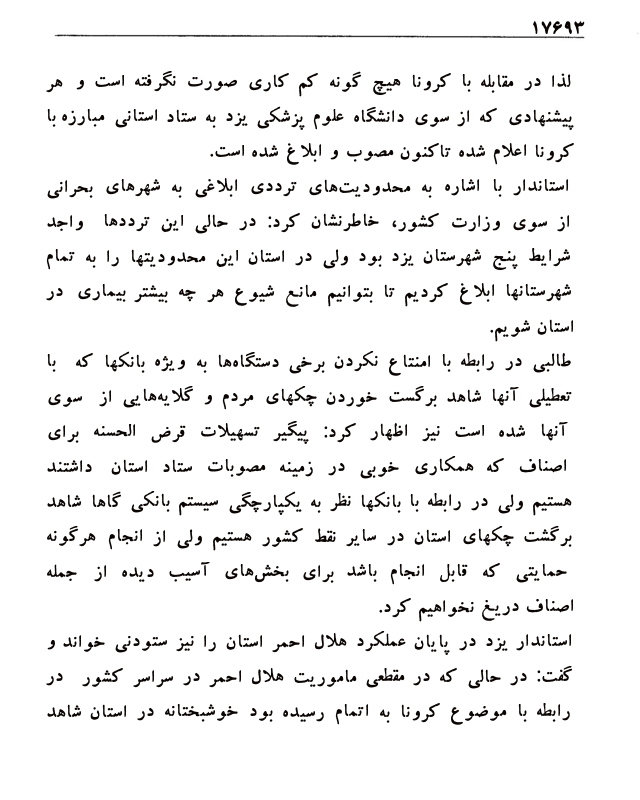 ۱۷۶۹۳
لذا در مقابله با کرونا هیچ گونه کم کاری صورت نگرفته است و هر
پیشنهادی که از سوی دانشگاه علوم پزشکی یزد به ستاد استانی مبارزه با
کرونا اعلام شده تاکنون مصوب و ابلاغ شده است.
استاندار با اشاره به محدودیت‌های ترددی ابلاغی به شهرهای بحرانی
از سوی وزارت کشور، خاطرنشان کرد: در حالی این ترددها واجد
شرایط پنج شهرستان یزد بود ولی در استان این محدودیتها را به تمام
شهرستانها ابلاغ کردیم تا بتوانیم مانع شیوع هر چه بیشتر بیماری در
استان شویم.
طالبی در رابطه با امتناع نکردن برخی دستگاه‌ها به ویژه بانکها که با
تعطیلی آنها شاهد برگست خوردن چکهای مردم و گلایه‌هایی از سوی
آنها شده است نیز اظهار کرد: پیگیر تسهیلات قرض الحسنه برای
اصناف که همکاری خوبی در زمینه مصوبات ستاد استان داشتند
هستیم ولی در رابطه با بانکها نظر به یکپارچگی سیستم بانکی گاها شاهد
برگشت چکهای استان در سایر نقط کشور هستیم ولی از انجام هرگونه
حمایتی که قابل انجام باشد برای بخش‌های آسیب دیده از جمله
اصناف دریغ نخواهیم کرد.
استاندار یزد در پایان عملکرد هلال احمر استان را نیز ستودنی خواند و
گفت: در حالی که در مقطعی ماموریت هلال احمر در سراسر کشور در
رابطه با موضوع کرونا به اتمام رسیده بود خوشبختانه در استان شاهد